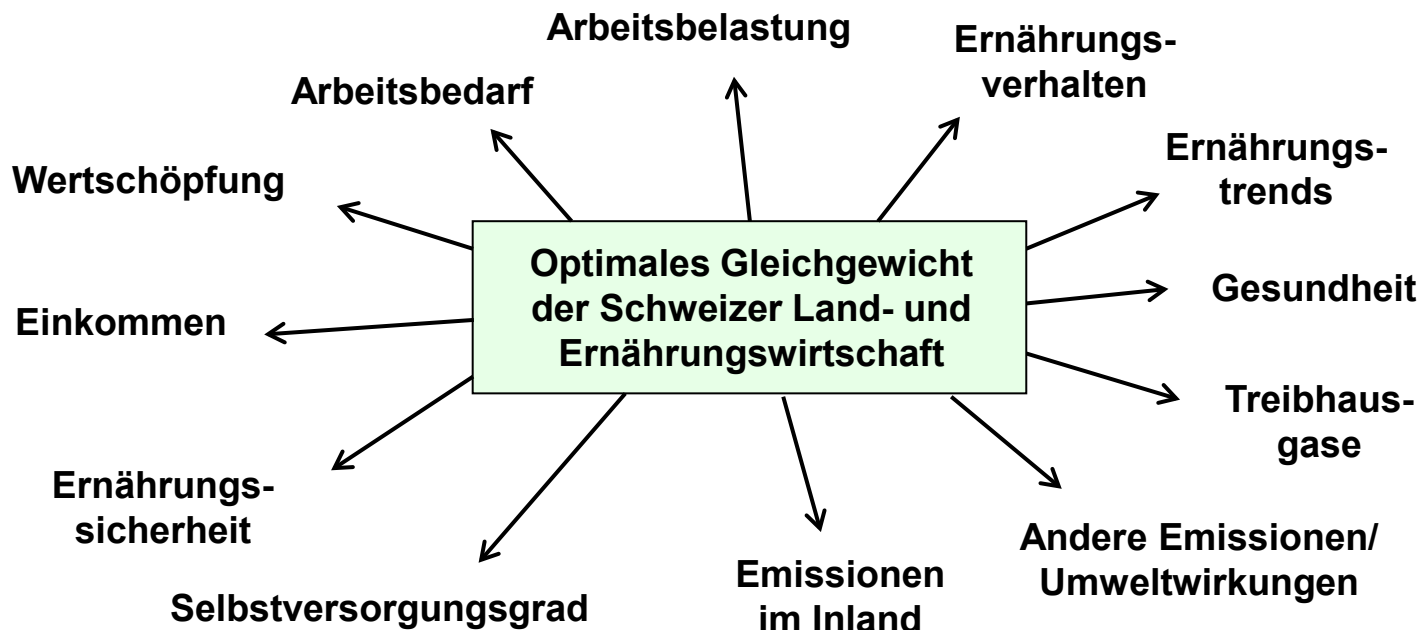 Arbeitsbelastung
Ernährungs-
verhalten
Arbeitsbedarf
Ernährungs-
trends
Wertschöpfung
Optimales Gleichgewicht
der Schweizer Land- und
Ernährungswirtschaft
Gesundheit
Einkommen
Treibhaus-
gase
Ernährungs-
sicherheit
Andere Emissionen/
Umweltwirkungen
Emissionen
im Inland
Selbstversorgungsgrad